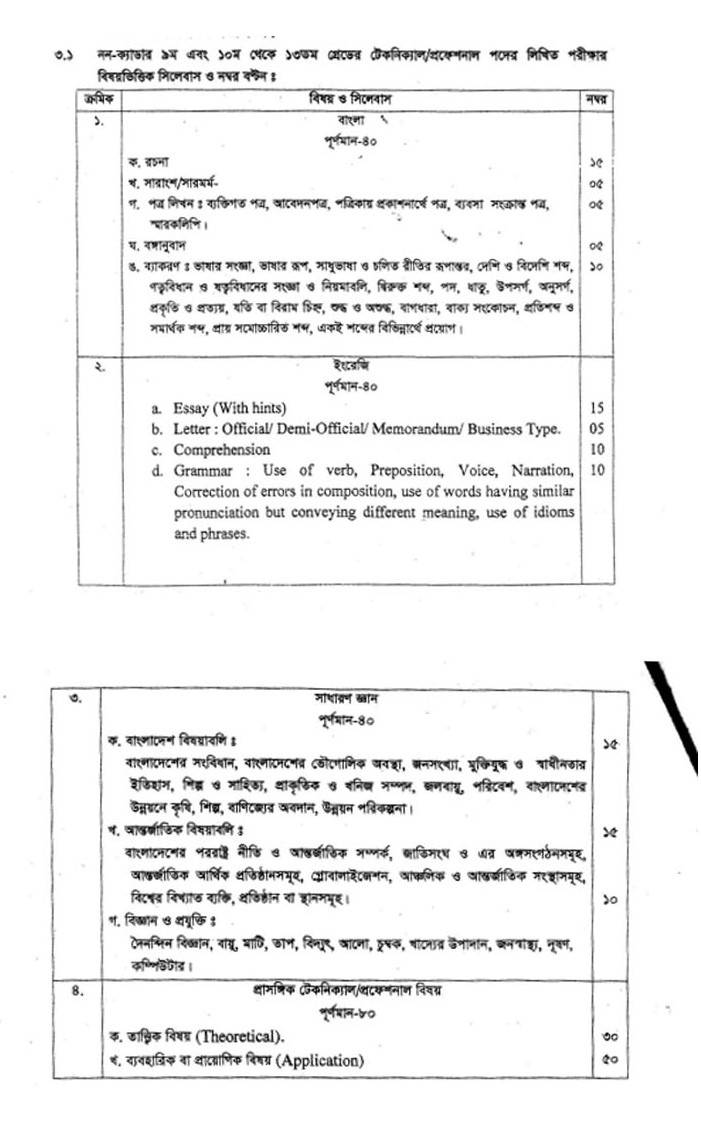 ৩.১ নন-ক্যাডার ৯ম এবং ১০ম থেকে ১৩তম গ্রেডের টেকনিক্যাল/প্রফেশনাল পদের লিখিত পরীক্ষার
বিষয়ভিত্তিক সিলেবাস ও নম্বর বণ্টন ঃ
ক্রমিক বিষয় ও সিলেবাস নম্বর
১. বাংলা
পূর্ণমান-৪০
ক. রচনা ১৫
খ. সারাংশ/সারমর্ম- ০৫
গ. পত্র লিখন ঃ ব্যক্তিগত পত্র, আবেদনপত্র, পত্রিকায় প্রকাশনার্থে পত্র, ব্যবসা সংক্রান্ত পত্র, ০৫
স্মারকলিপি।
ঘ. বঙ্গানুবাদ ০৫
ঙ. ব্যাকরণ ঃ ভাষার সংজ্ঞা, ভাষার রূপ, সাধুভাষা ও চলিত রীতির রূপান্তর, দেশি ও বিদেশি শব্দ, ১০
ণত্ববিধান ও ষত্ববিধানের সংজ্ঞা ও নিয়মাবলি, দ্বিরুক্ত শব্দ, পদ, ধাতু, উপসর্গ, অনুসর্গ,
প্রকৃতি ও প্রত্যয়, যতি বা বিরাম চিহ্ন, শুদ্ধ ও অশুদ্ধ, বাগধারা, বাক্য সংকোচন, প্রতিশব্দ ও
সমার্থক শব্দ, প্রায় সমোচ্চারিত শব্দ, একই শব্দের বিভিন্নার্থে প্রয়োগ।
২. ইংরেজি
পূর্ণমান-৪০
a. Essay (With hints) 15
b. Letter : Official/ Demi-Official/ Memorandum/ Business Type. 05
c. Comprehension 10
d. Grammar : Use of verb, Preposition, Voice, Narration, 10
Correction of errors in composition, use of words having similar
pronunciation but conveying different meaning, use of idioms
and phrases.
৩. সাধারণ জ্ঞান
পূর্ণমান-৪০
ক. বাংলাদেশ বিষয়াবলি ঃ ১৫
বাংলাদেশের সংবিধান, বাংলাদেশের ভৌগোলিক অবস্থা, জনসংখ্যা, মুক্তিযুদ্ধ ও স্বাধীনতার
ইতিহাস, শিল্প ও সাহিত্য, প্রাকৃতিক ও খনিজ সম্পদ, জলবায়ু, পরিবেশ, বাংলাদেশের
উন্নয়নে কৃষি, শিল্প, বাণিজ্যের অবদান, উন্নয়ন পরিকল্পনা।
খ. আন্তর্জাতিক বিষয়াবলি ঃ ১৫
বাংলাদেশের পররাষ্ট্র নীতি ও আন্তর্জাতিক সম্পর্ক, জাতিসংঘ ও এর অঙ্গসংগঠনসমূহ,
আন্তর্জাতিক আর্থিক প্রতিষ্ঠানসমূহ, গ্লোবালাইজেশন, আঞ্চলিক ও আন্তর্জাতিক সংস্থাসমূহ,
বিশ্বের বিখ্যাত ব্যক্তি, প্রতিষ্ঠান বা স্থানসমূহ। ১০
গ. বিজ্ঞান ও প্রযুক্তি ঃ
দৈনন্দিন বিজ্ঞান, বায়ু, মাটি, তাপ, বিদ্যুৎ, আলো, চুম্বক, খাদ্যের উপাদান, জনস্বাস্থ্য, দূষণ,
কম্পিউটার।
৪. প্রাসঙ্গিক টেকনিক্যাল/প্রফেশনাল বিষয়
পূর্ণমান-৮০
ক. তাত্ত্বিক বিষয় (Theoretical). ৩০
খ. ব্যবহারিক বা প্রায়োগিক বিষয় (Application) ৫০